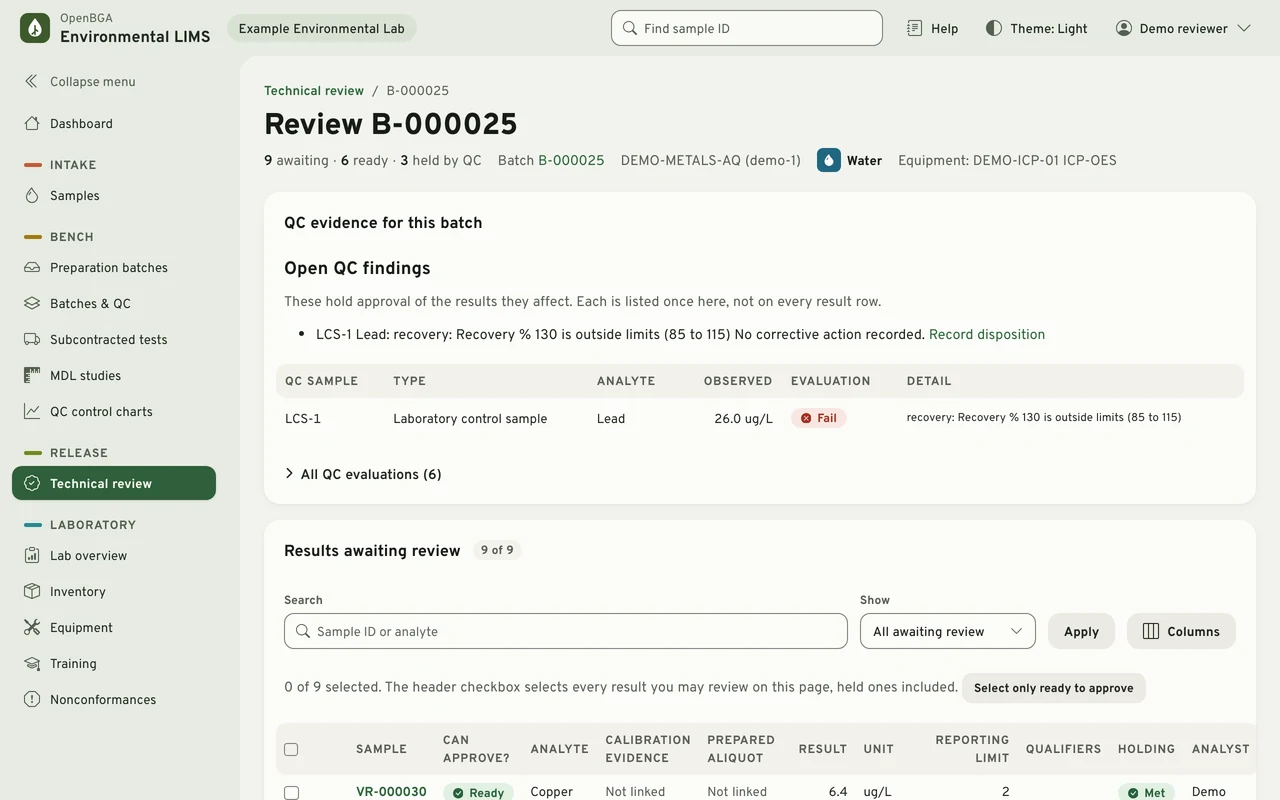 OpenBGA
Environmental LIMS
Example Environmental Lab
Find sample ID
Help
Theme: Light
Demo reviewer
Collapse menu
Dashboard
INTAKE
Samples
BENCH
Preparation batches
Batches & QC
Subcontracted tests
MDL studies
QC control charts
RELEASE
Technical review
LABORATORY
Lab overview
Inventory
Equipment
Training
Nonconformances
Technical review / B-000025
Review B-000025
9 awaiting · 6 ready · 3 held by QC Batch B-000025 DEMO-METALS-AQ (demo-1) Water Equipment: DEMO-ICP-01 ICP-OES
QC evidence for this batch
Open QC findings
These hold approval of the results they affect. Each is listed once here, not on every result row.
• LCS-1 Lead: recovery: Recovery % 130 is outside limits (85 to 115) No corrective action recorded. Record disposition
QC SAMPLE TYPE ANALYTE OBSERVED EVALUATION DETAIL
LCS-1 Laboratory control sample Lead 26.0 ug/L Fail recovery: Recovery % 130 is outside limits (85 to 115)
All QC evaluations (6)
Results awaiting review 9 of 9
Search
Sample ID or analyte
Show
All awaiting review
Apply
Columns
0 of 9 selected. The header checkbox selects every result you may review on this page, held ones included. Select only ready to approve
SAMPLE CAN APPROVE? ANALYTE CALIBRATION EVIDENCE PREPARED ALIQUOT RESULT UNIT REPORTING LIMIT QUALIFIERS HOLDING ANALYST
VR-000030 Ready Copper Not linked Not linked 6.4 ug/L 2 Met Demo